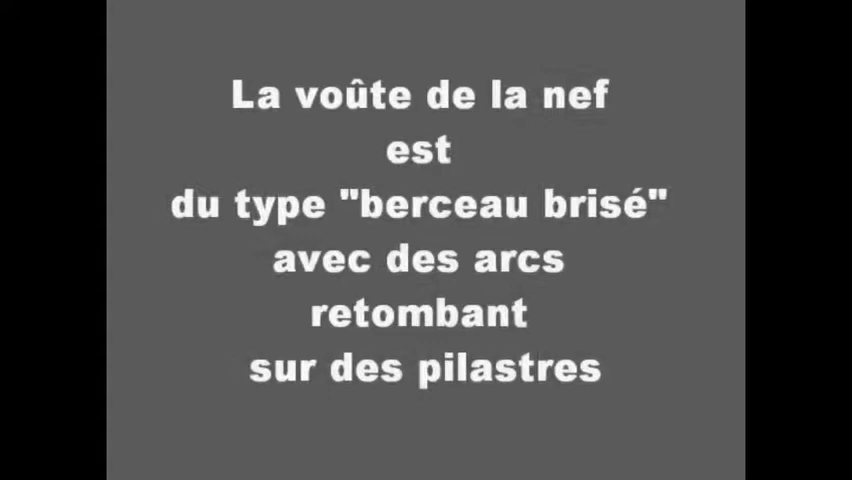 La voûte de la nef
est
du type "berceau brisé"
avec des arcs
retombant
sur des pilastres